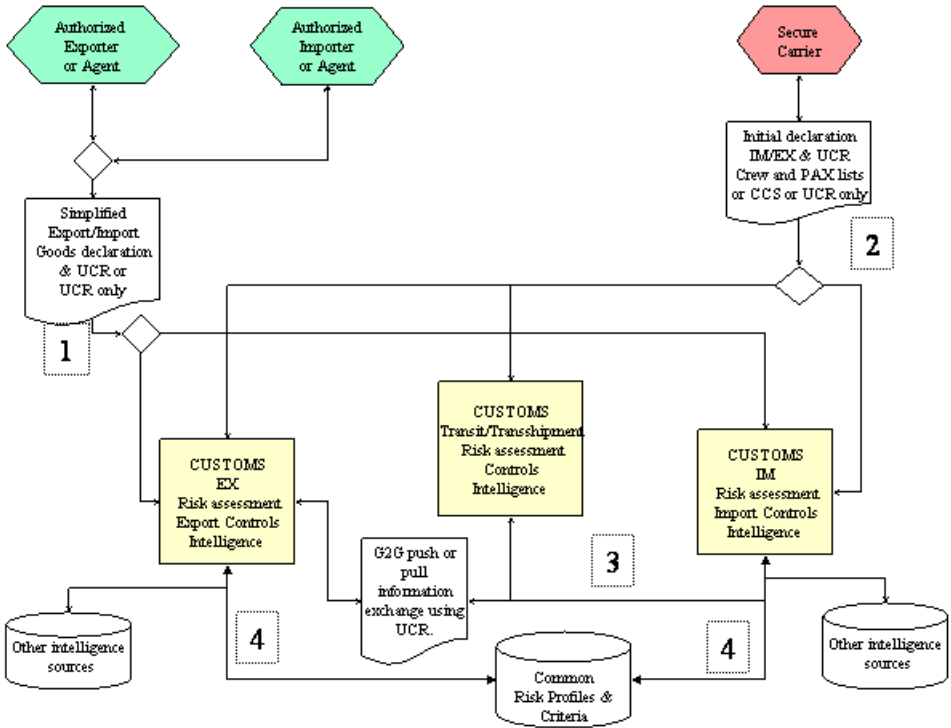 Authorized
Exporter
or Agent
Authorized
Importer
or Agent
Secure
Carrier
Initial declaration
IM/EX & UCR
Crew and PAX lists
or CCS or UCR only
2
Simplified
Export/Import
Goods declaration
& UCR or
UCR only
1
CUSTOMS
EX
Risk assessment
Export Controls
Intelligence
CUSTOMS
Transit/Transshipment
Risk assessment
Controls
Intelligence
CUSTOMS
IM
Risk assessment
Import Controls
Intelligence
G2G push or
pull
information
exchange using
UCR.
3
Other intelligence
sources
4
Common
Risk Profiles &
Criteria
4
Other intelligence
sources